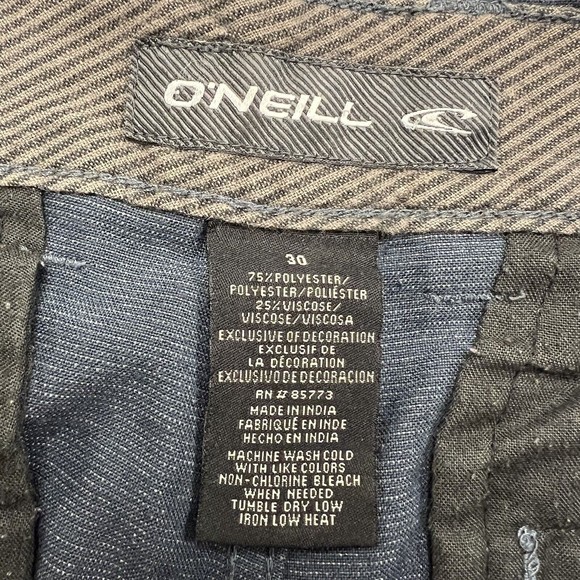 O'NEILL
30
75% POLYESTER/
POLYESTER/POLIÉSTER
25% VISCOSE/
VISCOSE/VISCOSA
EXCLUSIVE OF DECORATION
EXCLUSIF DE
LA DÉCORATION
EXCLUSIVO DE DECORACION
RN # 85773
MADE IN INDIA
FABRIQUÉ EN INDE
HECHO EN INDIA
MACHINE WASH COLD
WITH LIKE COLORS
NON-CHLORINE BLEACH
WHEN NEEDED
TUMBLE DRY LOW
IRON LOW HEAT